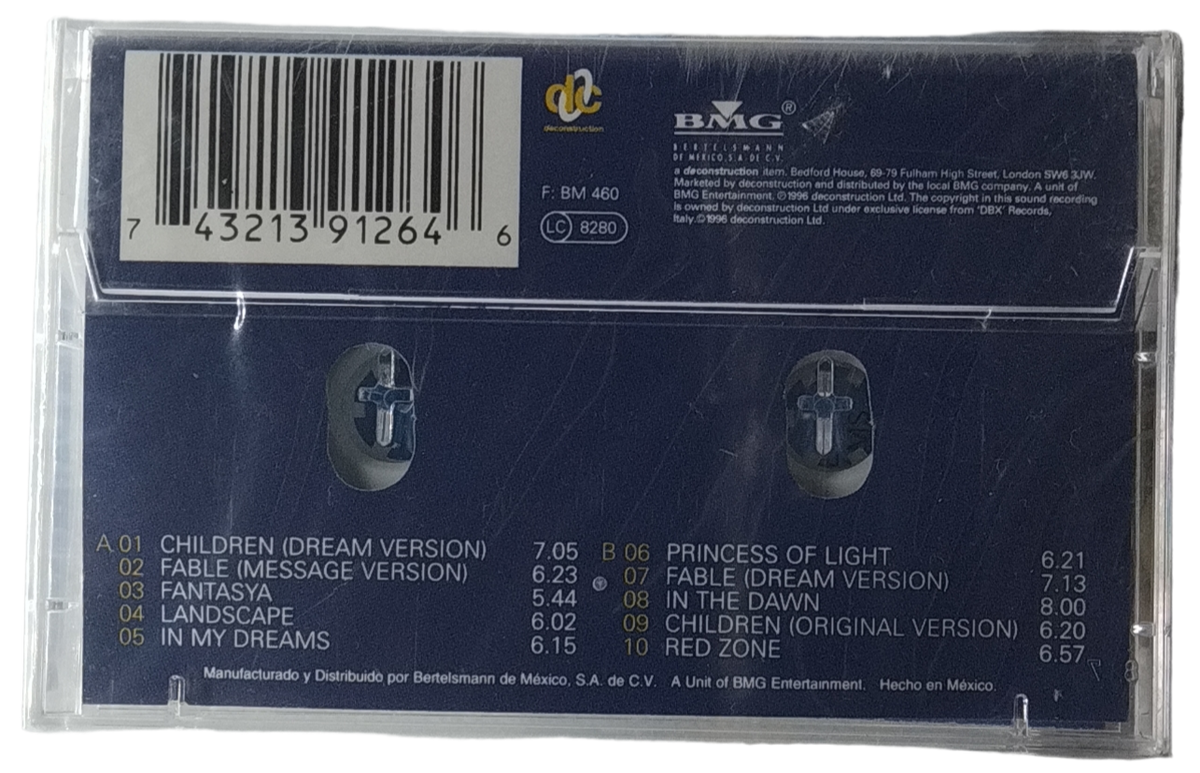 7 43213 91264 6
deconstruction
F: BM 460
LC 8280
BMG®
BERTELSMANN
DE MÉXICO, S.A. DE C.V.
a deconstruction item. Bedford House, 69-79 Fulham High Street, London SW6 3JW.
Marketed by deconstruction and distributed by the local BMG company. A unit of
BMG Entertainment. ℗1996 deconstruction Ltd. The copyright in this sound recording
is owned by deconstruction Ltd under exclusive license from 'DBX' Records,
Italy.©1996 deconstruction Ltd.
A 01 CHILDREN (DREAM VERSION) 7.05
02 FABLE (MESSAGE VERSION) 6.23
03 FANTASYA 5.44
04 LANDSCAPE 6.02
05 IN MY DREAMS 6.15
B 06 PRINCESS OF LIGHT 6.21
07 FABLE (DREAM VERSION) 7.13
08 IN THE DAWN 8.00
09 CHILDREN (ORIGINAL VERSION) 6.20
10 RED ZONE 6.57
Manufacturado y Distribuido por Bertelsmann de México, S.A. de C.V. A Unit of BMG Entertainment. Hecho en México.